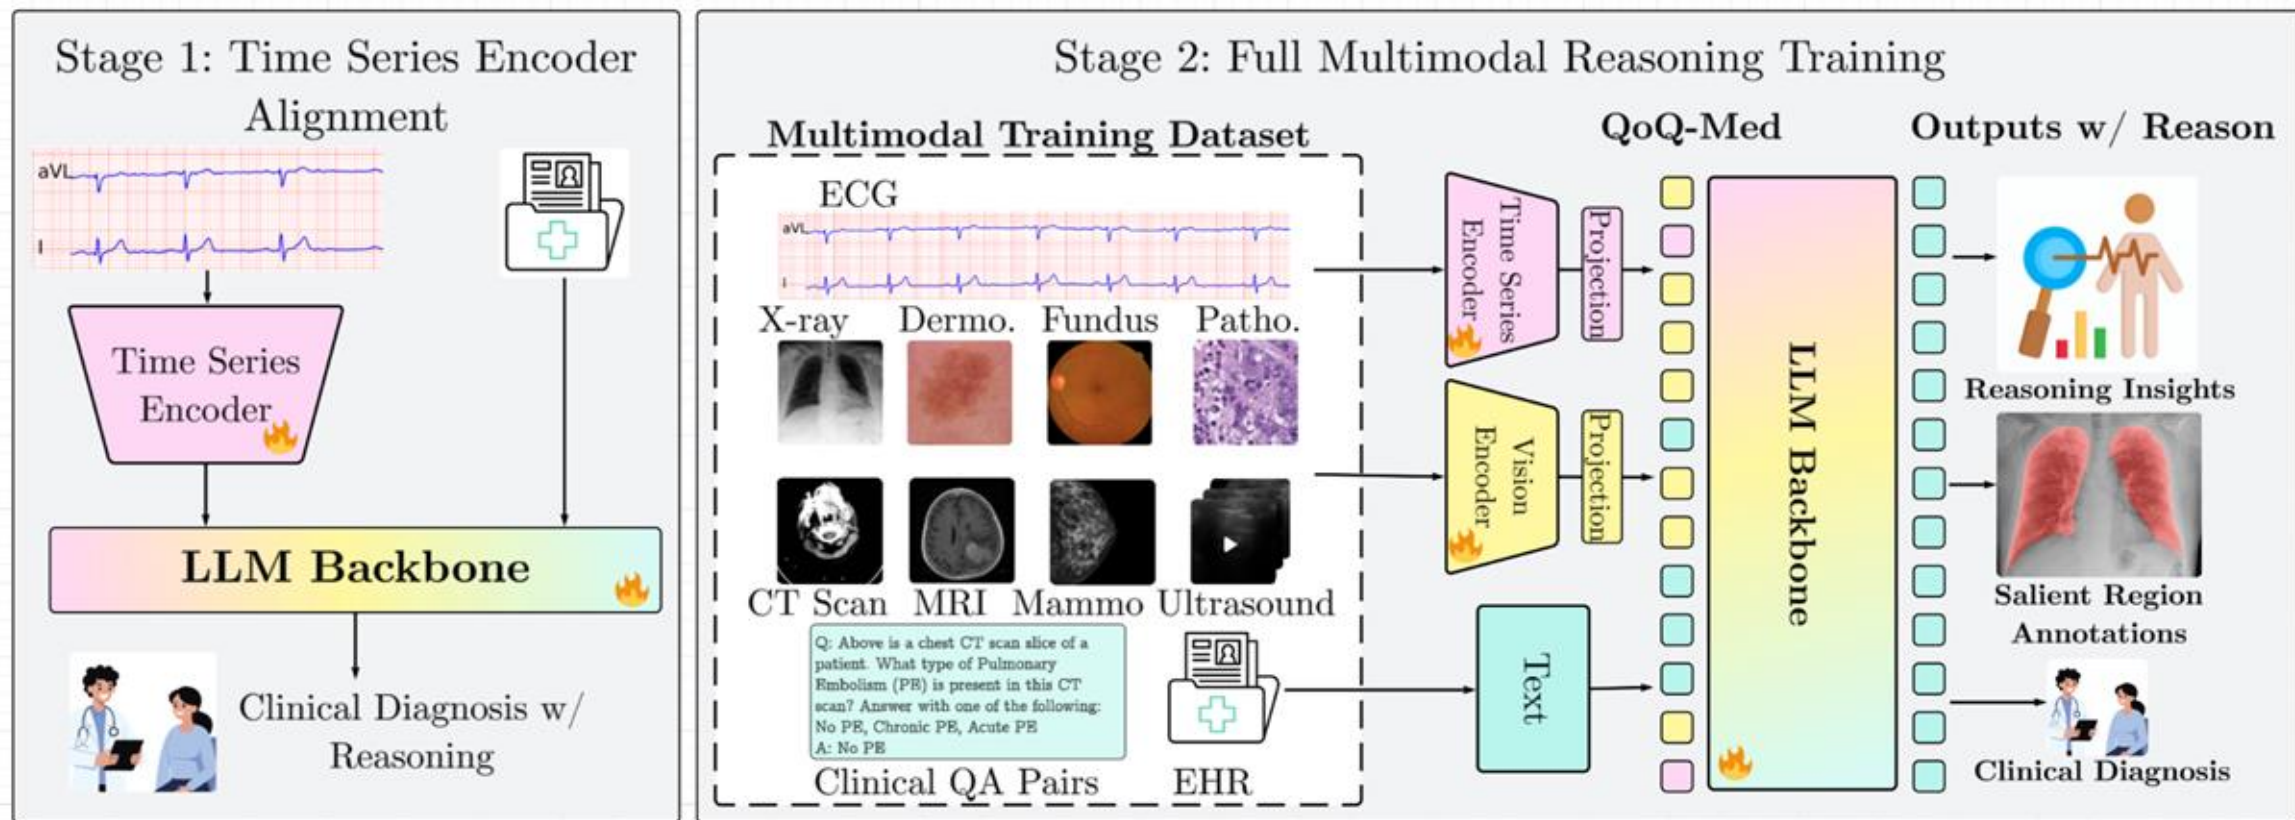 Stage 1: Time Series Encoder
Alignment
aVL
I
Time Series
Encoder
LLM Backbone
Clinical Diagnosis w/
Reasoning
Stage 2: Full Multimodal Reasoning Training
Multimodal Training Dataset
ECG
aVL
I
X-ray
Dermo.
Fundus
Patho.
CT Scan
MRI
Mammo
Ultrasound
Q: Above is a chest CT scan slice of a
patient. What type of Pulmonary
Embolism (PE) is present in this CT
scan? Answer with one of the following:
No PE, Chronic PE, Acute PE
A: No PE
Clinical QA Pairs
EHR
Time Series
Encoder
Projection
Vision
Encoder
Projection
Text
QoQ-Med
LLM Backbone
Outputs w/ Reason
Reasoning Insights
Salient Region
Annotations
Clinical Diagnosis